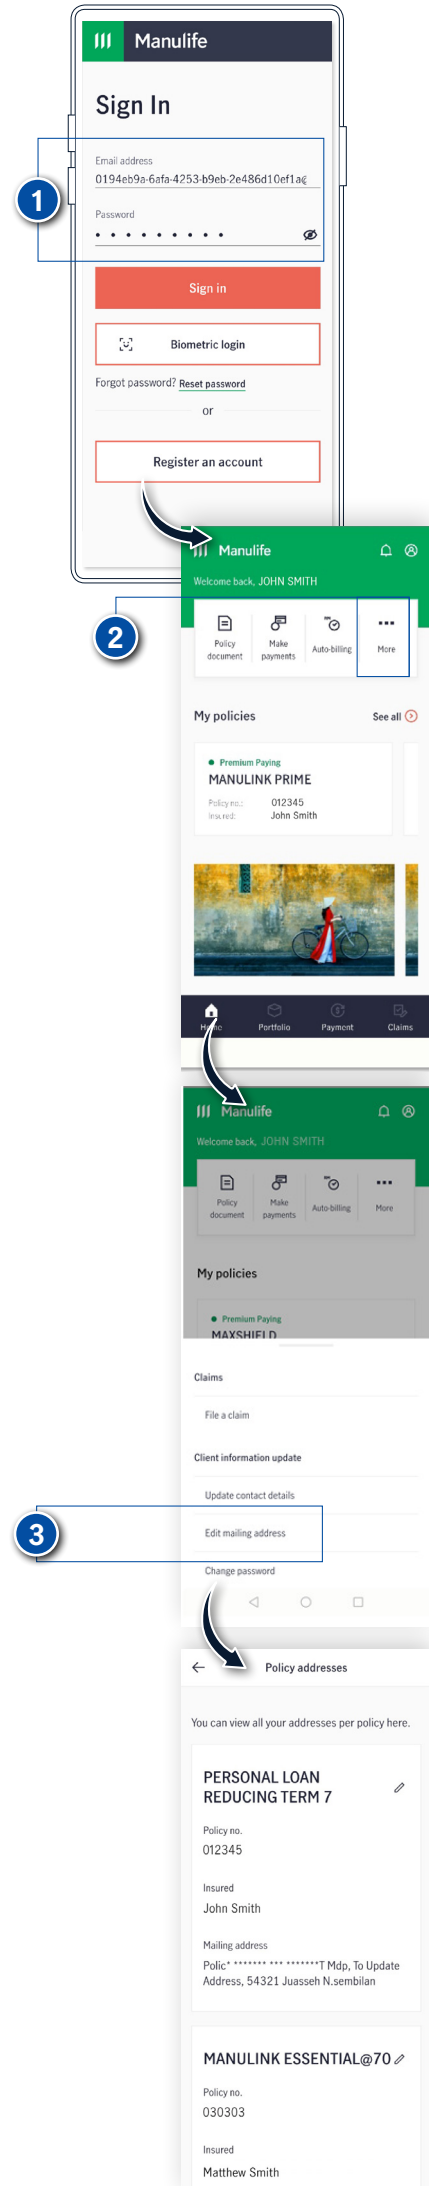 Manulife
Sign In
Email address
0194eb9a-6afa-4253-b9eb-2e486d10ef1a
Password
1
Sign in
Biometric login
Forgot password? Reset password
or
Register an account
Manulife
Welcome back, JOHN SMITH
2
Policy document
Make payments
Auto-billing
More
My policies
See all
Premium Paying
MANULINK PRIME
Policy no.: 012345
Insured: John Smith
Home
Portfolio
Payment
Claims
Manulife
Welcome back, JOHN SMITH
Policy document
Make payments
Auto-billing
More
My policies
Premium Paying
MAXSHIELD
Claims
File a claim
Client information update
Update contact details
3
Edit mailing address
Change password
Policy addresses
You can view all your addresses per policy here.
PERSONAL LOAN
REDUCING TERM 7
Policy no.
012345
Insured
John Smith
Mailing address
Polic* ******* *** *******T Mdp, To Update
Address, 54321 Juasseh N.sembilan
MANULINK ESSENTIAL@70
Policy no.
030303
Insured
Matthew Smith